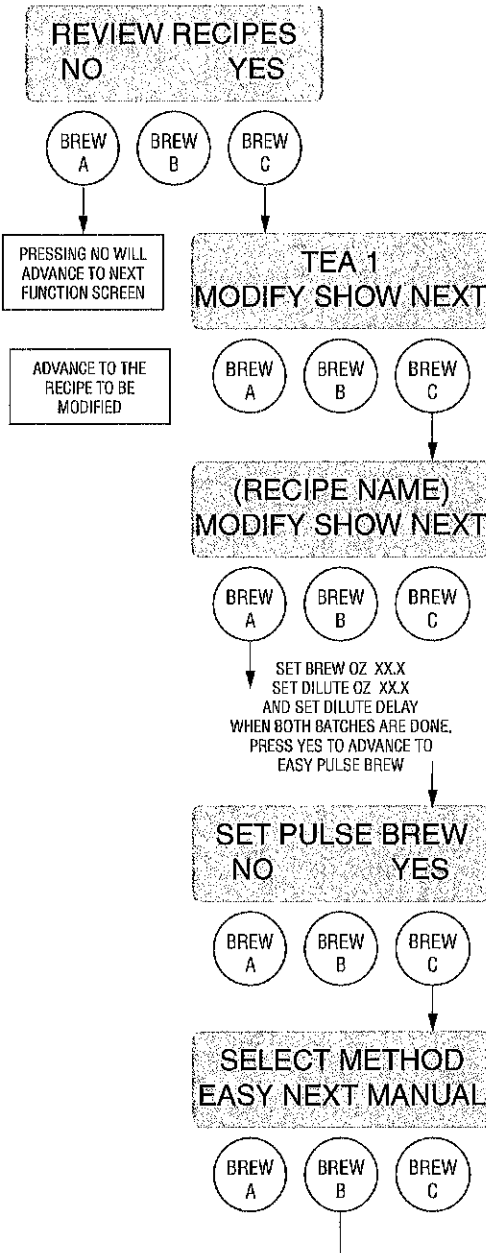 REVIEW RECIPES
NO YES
BREW
A
BREW
B
BREW
C
PRESSING NO WILL
ADVANCE TO NEXT
FUNCTION SCREEN
TEA 1
MODIFY SHOW NEXT
ADVANCE TO THE
RECIPE TO BE
MODIFIED
BREW
A
BREW
B
BREW
C
(RECIPE NAME)
MODIFY SHOW NEXT
BREW
A
BREW
B
BREW
C
SET BREW OZ XX.X
SET DILUTE OZ XX.X
AND SET DILUTE DELAY
WHEN BOTH BATCHES ARE DONE,
PRESS YES TO ADVANCE TO
EASY PULSE BREW
SET PULSE BREW
NO YES
BREW
A
BREW
B
BREW
C
SELECT METHOD
EASY NEXT MANUAL
BREW
A
BREW
B
BREW
C